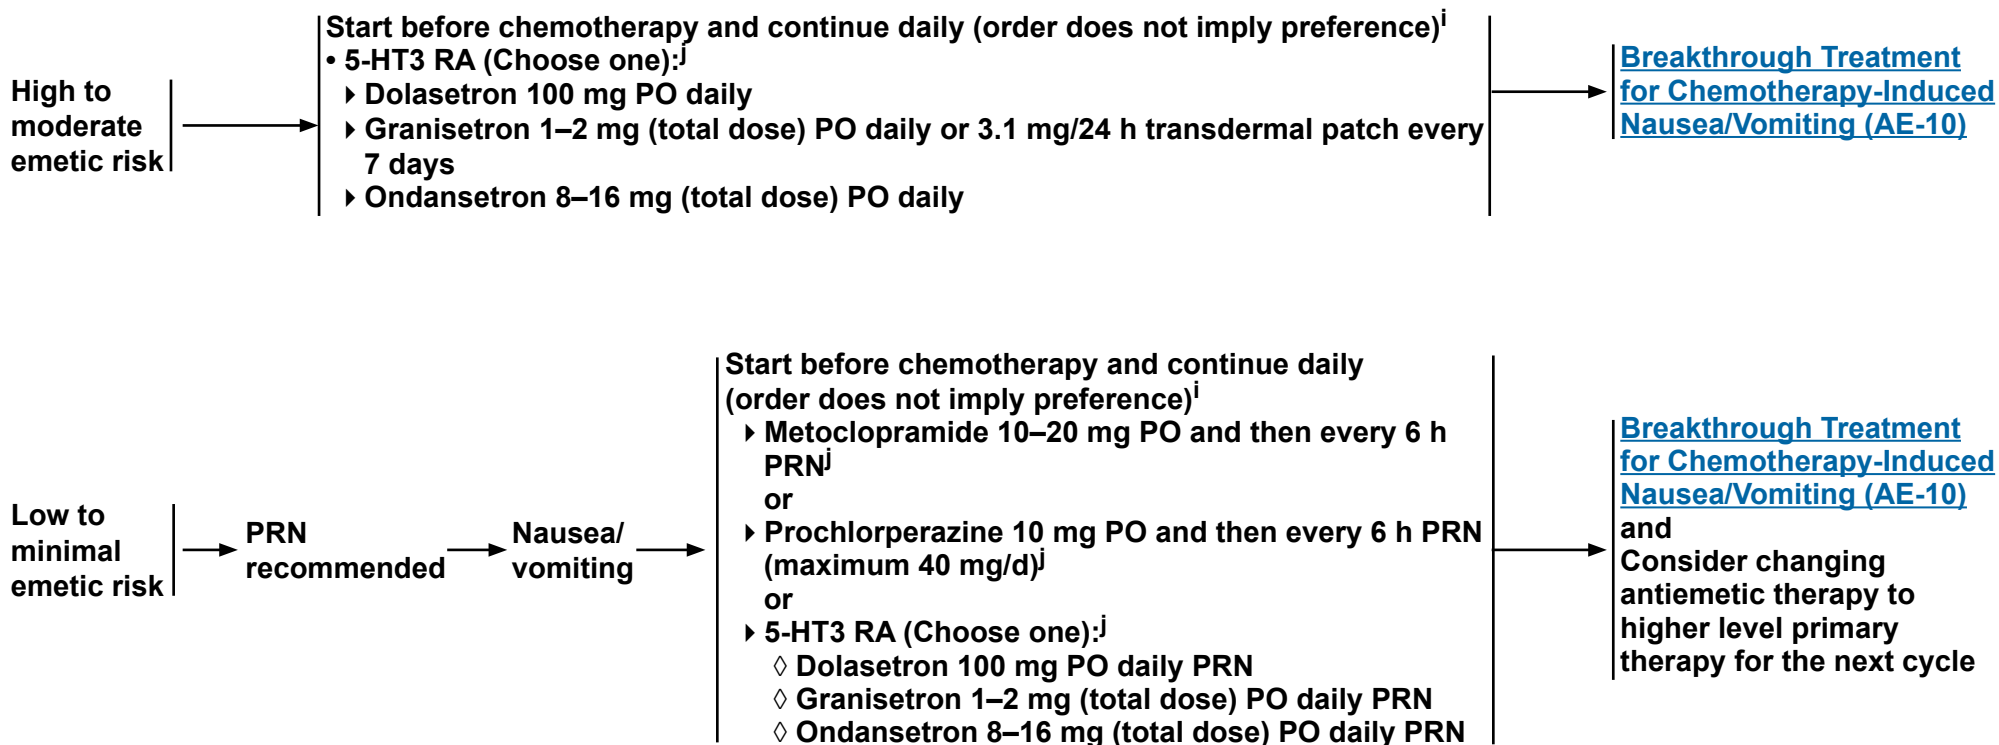 High to
moderate
emetic risk
Start before chemotherapy and continue daily (order does not imply preference)i
• 5-HT3 RA (Choose one):j
▸ Dolasetron 100 mg PO daily
▸ Granisetron 1–2 mg (total dose) PO daily or 3.1 mg/24 h transdermal patch every
7 days
▸ Ondansetron 8–16 mg (total dose) PO daily
Breakthrough Treatment
for Chemotherapy-Induced
Nausea/Vomiting (AE-10)
Low to
minimal
emetic risk
PRN
recommended
Nausea/
vomiting
Start before chemotherapy and continue daily
(order does not imply preference)i
▸ Metoclopramide 10–20 mg PO and then every 6 h
PRNj
or
▸ Prochlorperazine 10 mg PO and then every 6 h PRN
(maximum 40 mg/d)j
or
▸ 5-HT3 RA (Choose one):j
◊ Dolasetron 100 mg PO daily PRN
◊ Granisetron 1–2 mg (total dose) PO daily PRN
◊ Ondansetron 8–16 mg (total dose) PO daily PRN
Breakthrough Treatment
for Chemotherapy-Induced
Nausea/Vomiting (AE-10)
and
Consider changing
antiemetic therapy to
higher level primary
therapy for the next cycle